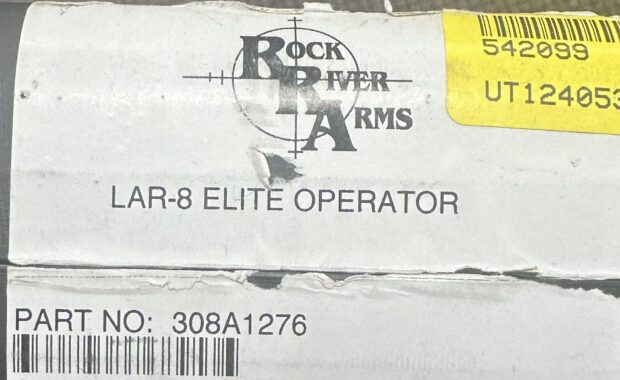 ROCK
RIVER
ARMS
542099
UT124053
LAR-8 ELITE OPERATOR
PART NO: 308A1276